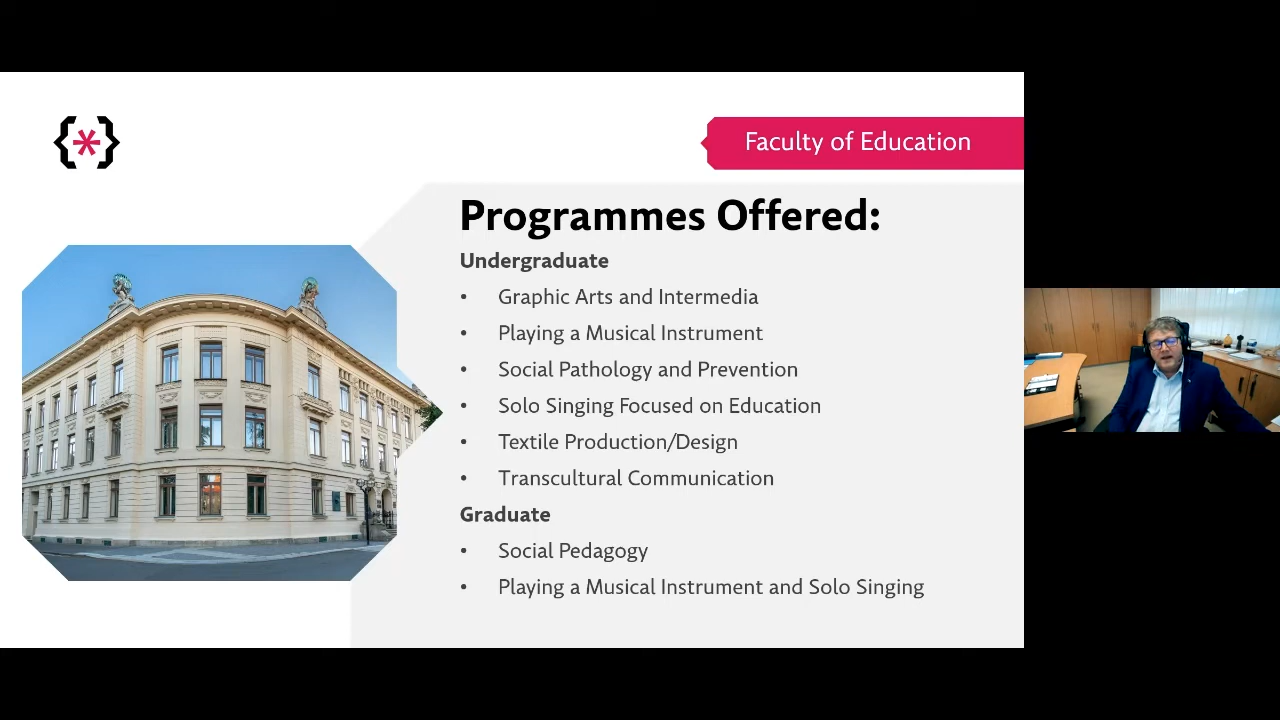 Faculty of Education
Programmes Offered:
Undergraduate
• Graphic Arts and Intermedia
• Playing a Musical Instrument
• Social Pathology and Prevention
• Solo Singing Focused on Education
• Textile Production/Design
• Transcultural Communication
Graduate
• Social Pedagogy
• Playing a Musical Instrument and Solo Singing